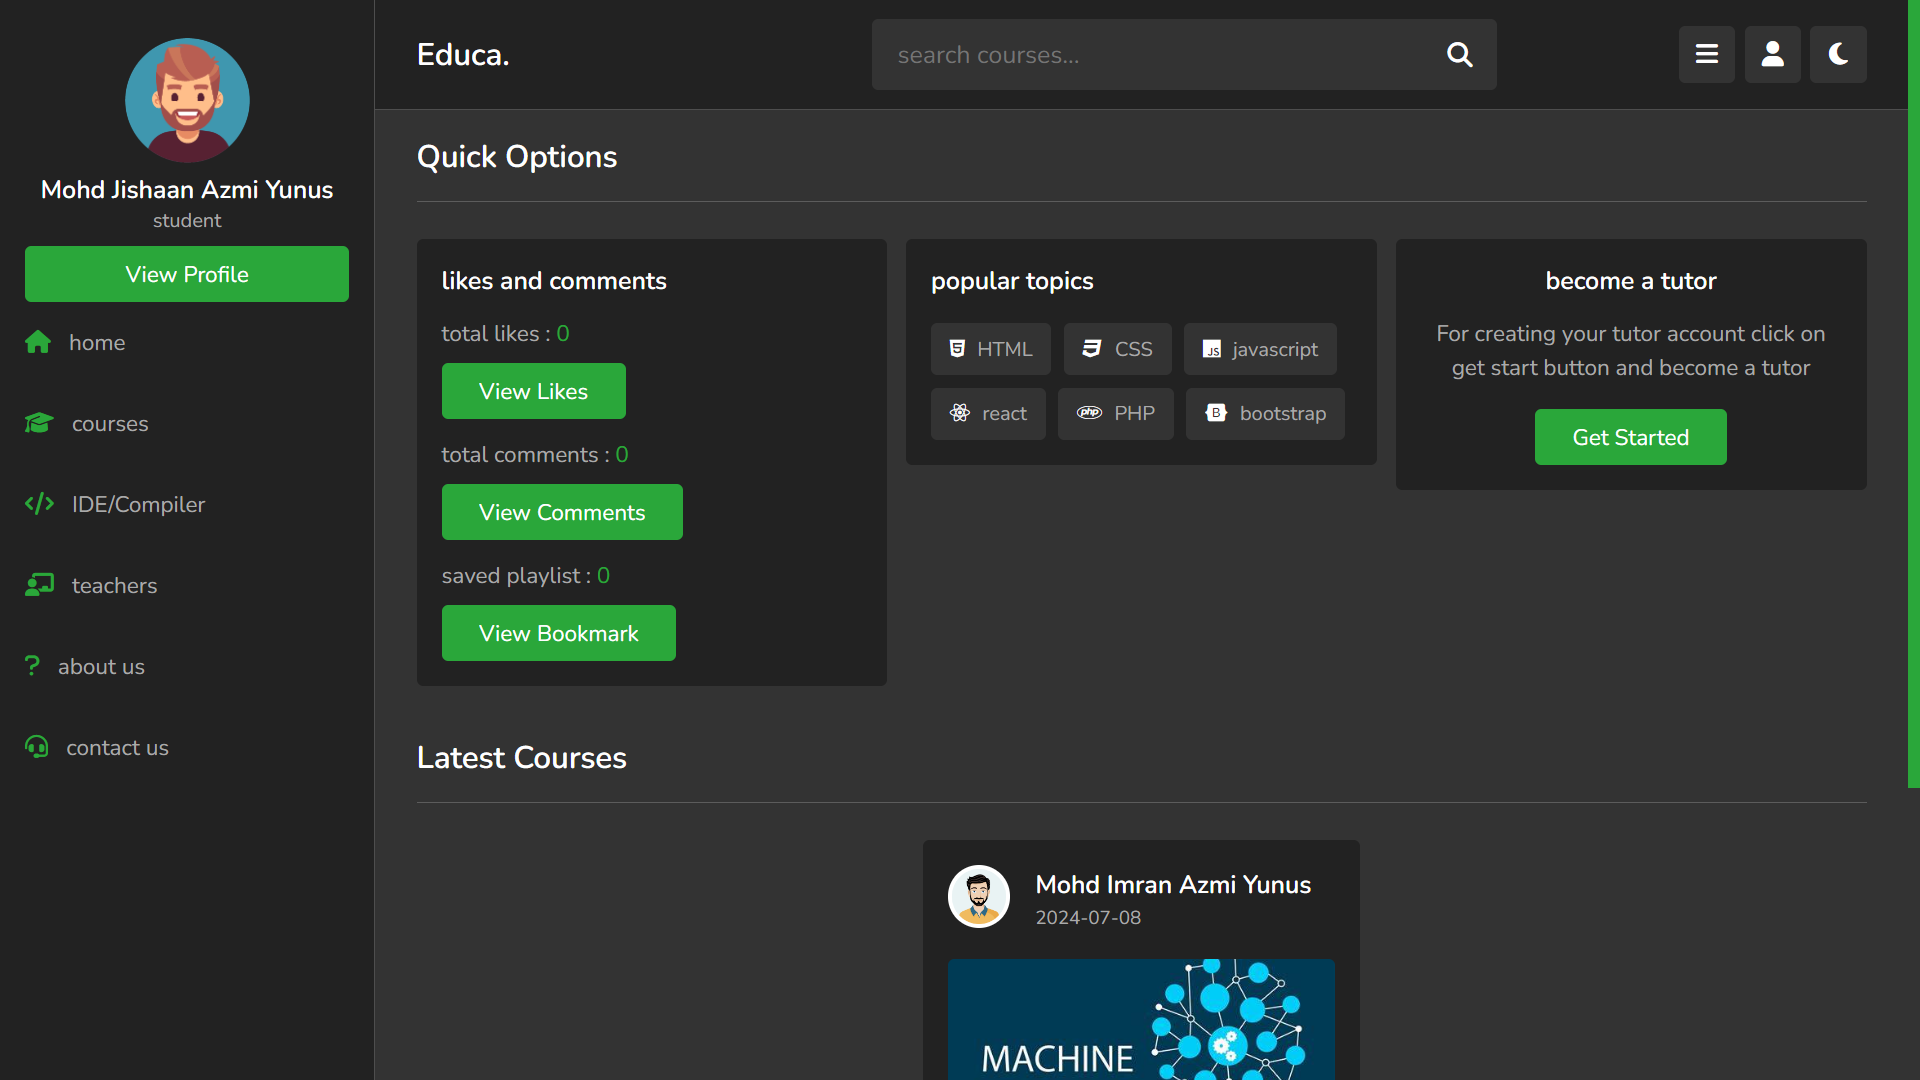 Mohd Jishaan Azmi Yunus
student
View Profile
home
courses
IDE/Compiler
teachers
about us
contact us
Educa.
search courses...
Quick Options
likes and comments
total likes : 0
View Likes
total comments : 0
View Comments
saved playlist : 0
View Bookmark
popular topics
HTML
CSS
JS
javascript
react
php
PHP
B
bootstrap
become a tutor
For creating your tutor account click on
get start button and become a tutor
Get Started
Latest Courses
Mohd Imran Azmi Yunus
2024-07-08
MACHINE